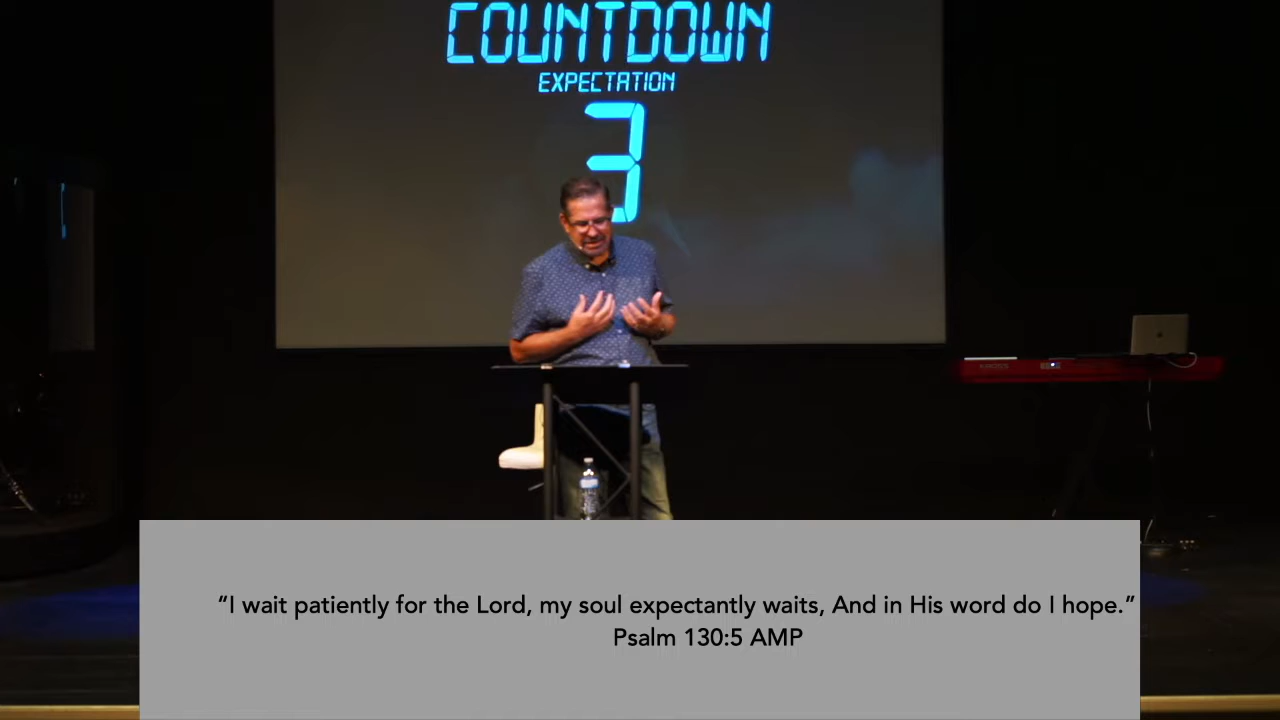 COUNTDOWN
EXPECTATION
3
KROSS
“I wait patiently for the Lord, my soul expectantly waits, And in His word do I hope.”
Psalm 130:5 AMP